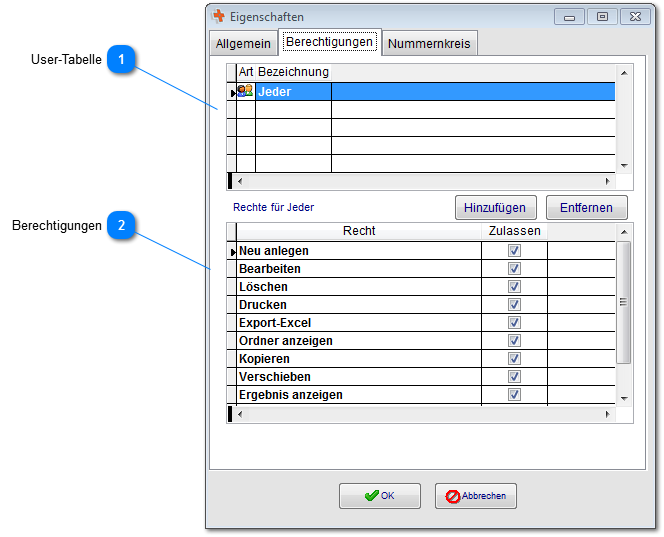 Eigenschaften
Allgemein Berechtigungen Nummernkreis
User-Tabelle 1
Art Bezeichnung
Jeder
Rechte für Jeder Hinzufügen Entfernen
Berechtigungen 2
Recht Zulassen
Neu anlegen
Bearbeiten
Löschen
Drucken
Export-Excel
Ordner anzeigen
Kopieren
Verschieben
Ergebnis anzeigen
OK Abbrechen